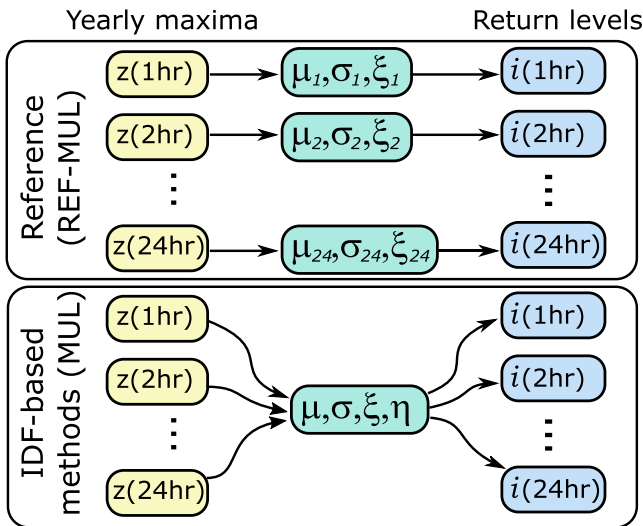 Yearly maxima
Return levels
Reference
(REF-MUL)
z(1hr)
μ₁,σ₁,ξ₁
i(1hr)
z(2hr)
μ₂,σ₂,ξ₂
i(2hr)
⋮
⋮
z(24hr)
μ₂₄,σ₂₄,ξ₂₄
i(24hr)
IDF-based
methods (MUL)
z(1hr)
i(1hr)
z(2hr)
μ,σ,ξ,η
i(2hr)
⋮
⋮
z(24hr)
i(24hr)